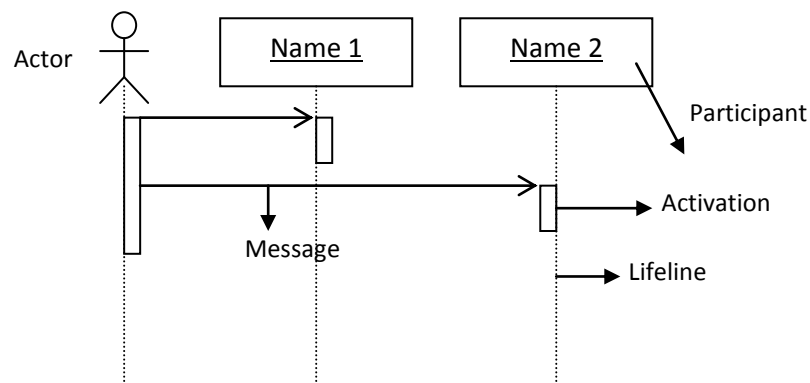 Actor
Name 1
Name 2
Participant
Activation
Message
Lifeline